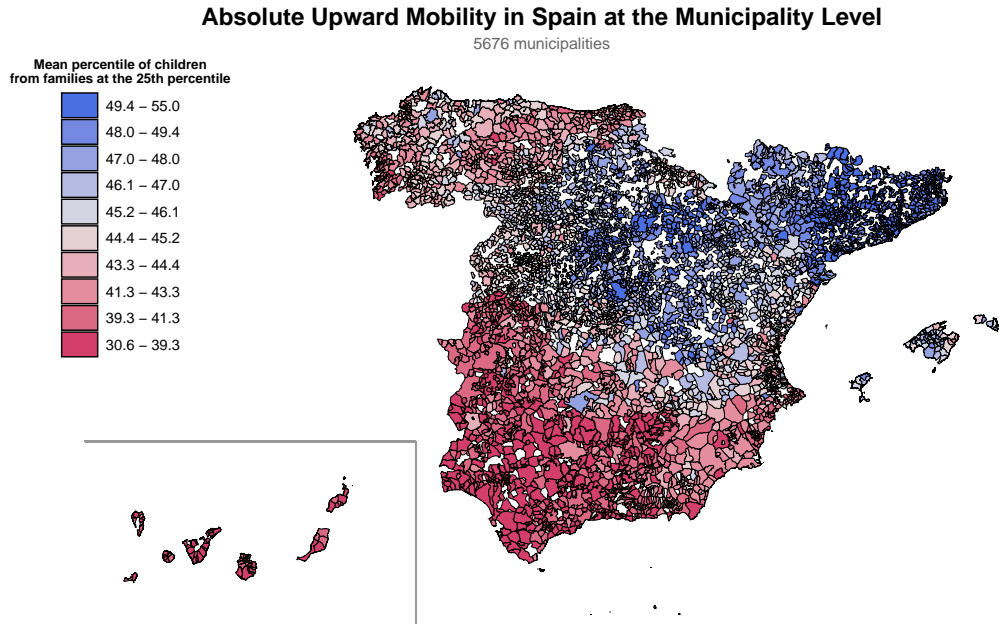 Absolute Upward Mobility in Spain at the Municipality Level
5676 municipalities
Mean percentile of children
from families at the 25th percentile
49.4 – 55.0
48.0 – 49.4
47.0 – 48.0
46.1 – 47.0
45.2 – 46.1
44.4 – 45.2
43.3 – 44.4
41.3 – 43.3
39.3 – 41.3
30.6 – 39.3